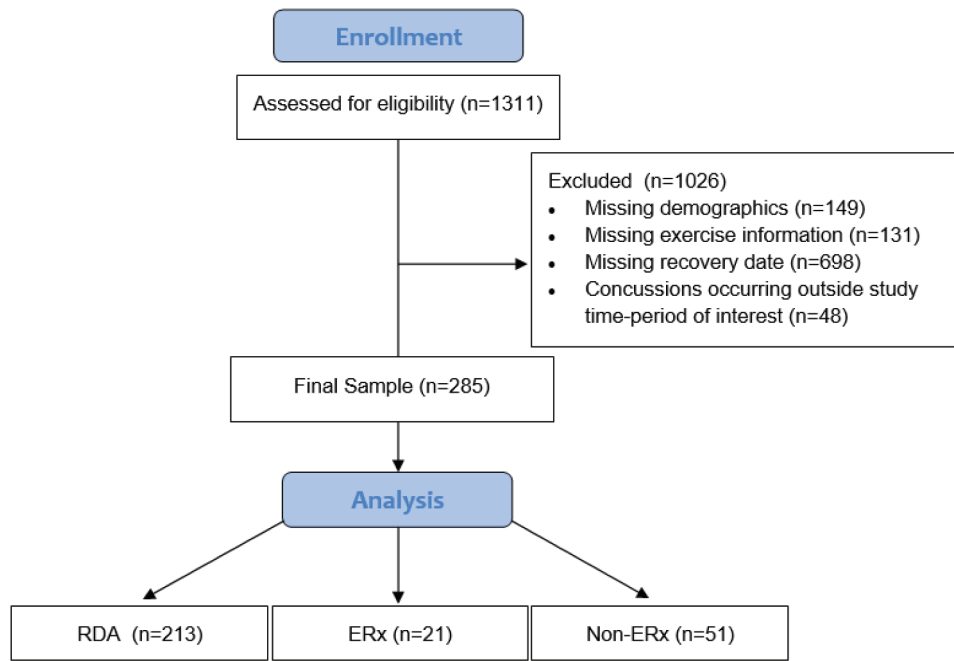 Enrollment
Assessed for eligibility (n=1311)
Excluded  (n=1026)
• Missing demographics (n=149)
• Missing exercise information (n=131)
• Missing recovery date (n=698)
• Concussions occurring outside study
time-period of interest (n=48)
Final Sample (n=285)
Analysis
RDA  (n=213)
ERx (n=21)
Non-ERx (n=51)